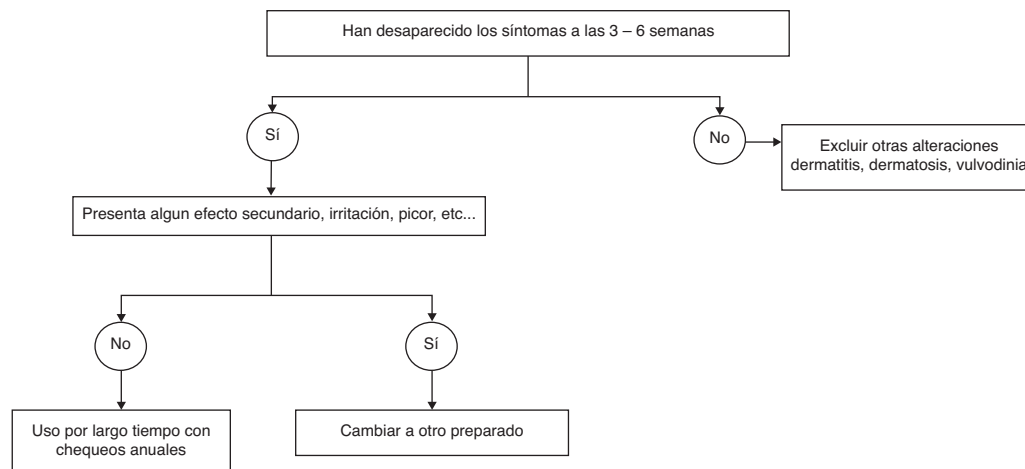 Han desaparecido los síntomas a las 3 – 6 semanas
Sí
No
Excluir otras alteraciones
dermatitis, dermatosis, vulvodinia
Presenta algun efecto secundario, irritación, picor, etc...
No
Sí
Uso por largo tiempo con
chequeos anuales
Cambiar a otro preparado